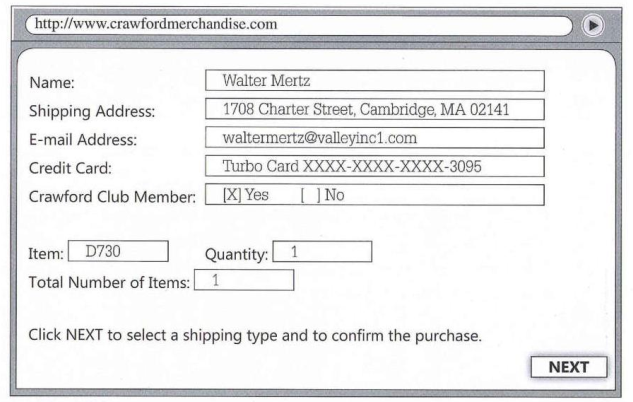 http://www.crawfordmerchandise.com
Name: Walter Mertz
Shipping Address: 1708 Charter Street, Cambridge, MA 02141
E-mail Address: waltermertz@valleyinc1.com
Credit Card: Turbo Card XXXX-XXXX-XXXX-3095
Crawford Club Member: [X] Yes [ ] No
Item: D730 Quantity: 1
Total Number of Items: 1
Click NEXT to select a shipping type and to confirm the purchase.
NEXT